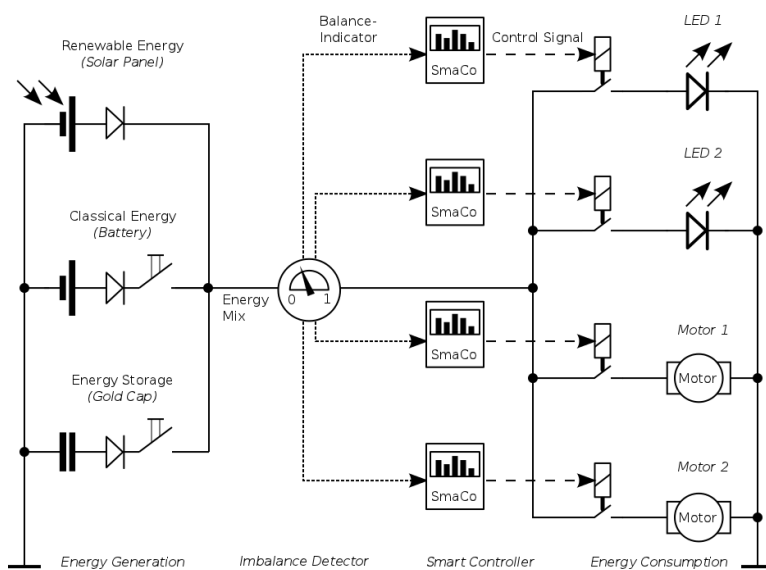 Renewable Energy
(Solar Panel)
Classical Energy
(Battery)
Energy Storage
(Gold Cap)
Energy
Mix
0 1
Balance-
Indicator
SmaCo
Control Signal
SmaCo
SmaCo
SmaCo
LED 1
LED 2
Motor 1
Motor
Motor 2
Motor
Energy Generation
Imbalance Detector
Smart Controller
Energy Consumption